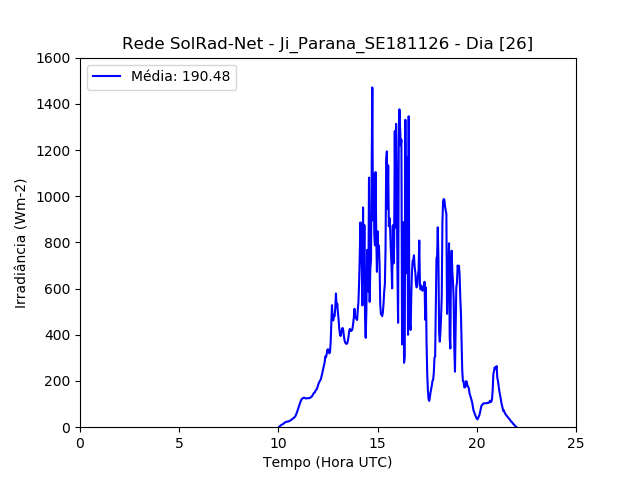 Rede SolRad-Net - Ji_Parana_SE181126 - Dia [26]
Média: 190.48
Irradiância (Wm-2)
1600
1400
1200
1000
800
600
400
200
0
0 5 10 15 20 25
Tempo (Hora UTC)